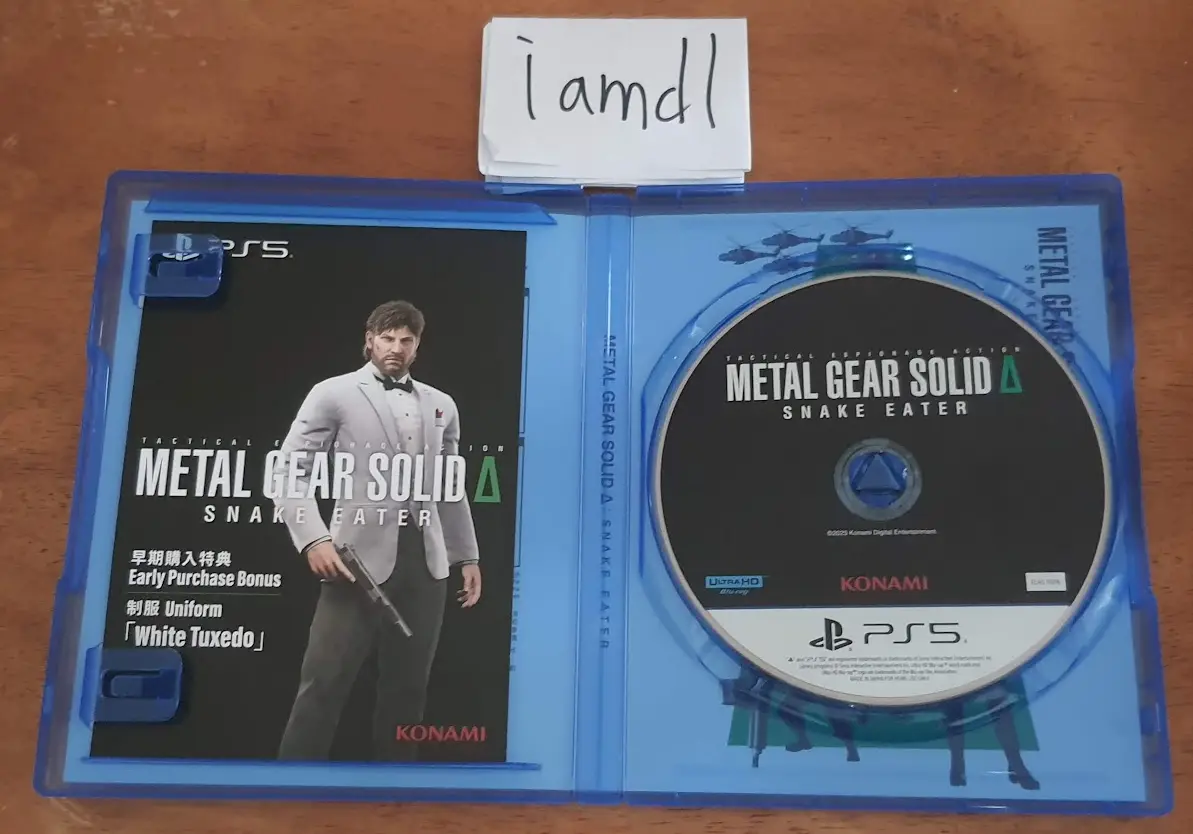 iamdl
PS5
TACTICAL ESPIONAGE ACTION
METAL GEAR SOLID Δ
SNAKE EATER
早期購入特典
Early Purchase Bonus
制服 Uniform
「White Tuxedo」
KONAMI
METAL GEAR SOLID Δ: SNAKE EATER
METAL GEAR
SNAKE
TACTICAL ESPIONAGE ACTION
METAL GEAR SOLID Δ
SNAKE EATER
©2025 Konami Digital Entertainment
ULTRA HD
Blu-ray
KONAMI
PS5